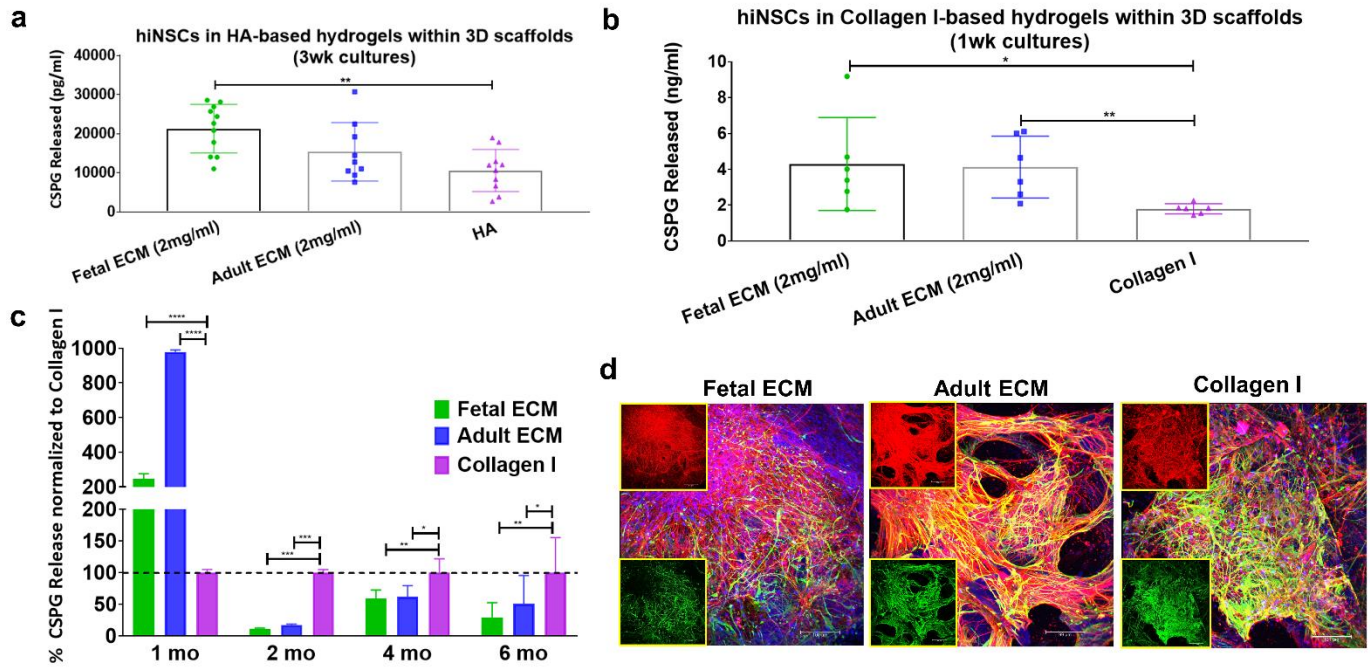 a
hiNSCs in HA-based hydrogels within 3D scaffolds
(3wk cultures)
CSPG Released (pg/ml)
40000
30000
20000
10000
0
**
Fetal ECM (2mg/ml)
Adult ECM (2mg/ml)
HA
b
hiNSCs in Collagen I-based hydrogels within 3D scaffolds
(1wk cultures)
CSPG Released (ng/ml)
10
8
6
4
2
0
*
**
Fetal ECM (2mg/ml)
Adult ECM (2mg/ml)
Collagen I
c
% CSPG Release normalized to Collagen I
1000
800
600
400
200
200
150
100
50
0
****
****
***
***
**
*
**
*
Fetal ECM
Adult ECM
Collagen I
1 mo
2 mo
4 mo
6 mo
d
Fetal ECM
Adult ECM
Collagen I